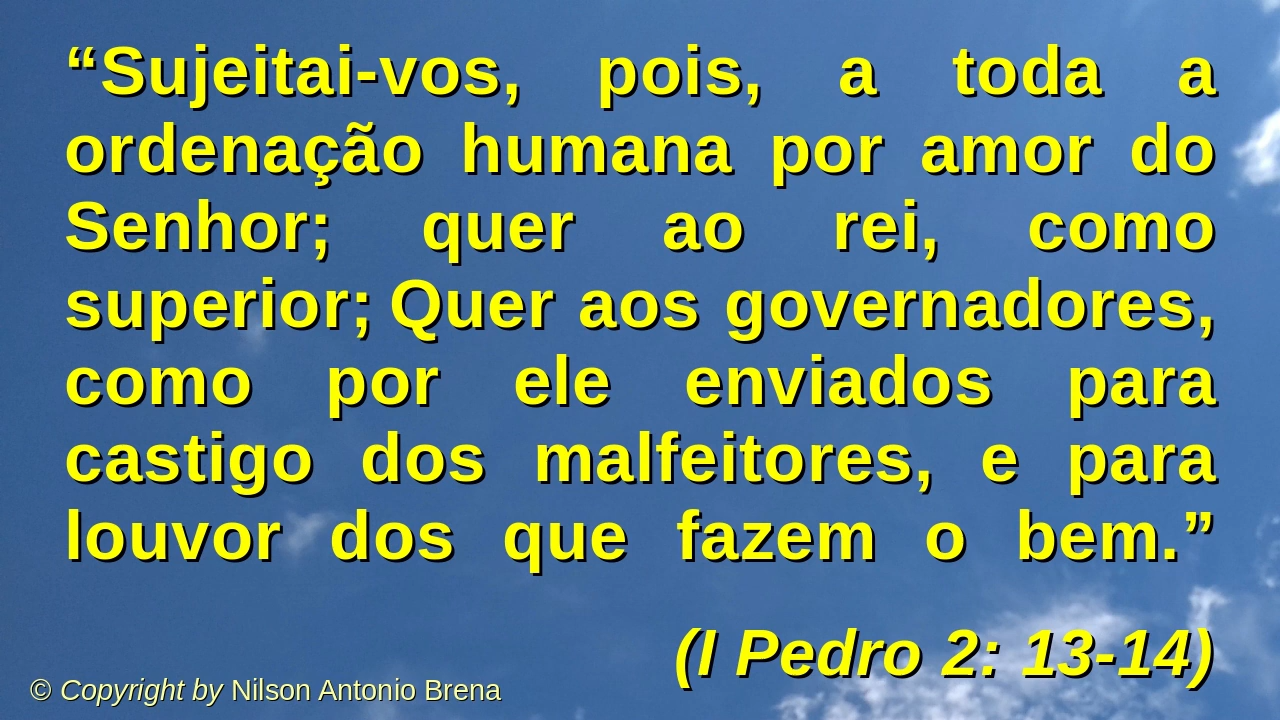 “Sujeitai-vos, pois, a toda a
ordenação humana por amor do
Senhor; quer ao rei, como
superior; Quer aos governadores,
como por ele enviados para
castigo dos malfeitores, e para
louvor dos que fazem o bem.”
(I Pedro 2: 13-14)
© Copyright by Nilson Antonio Brena